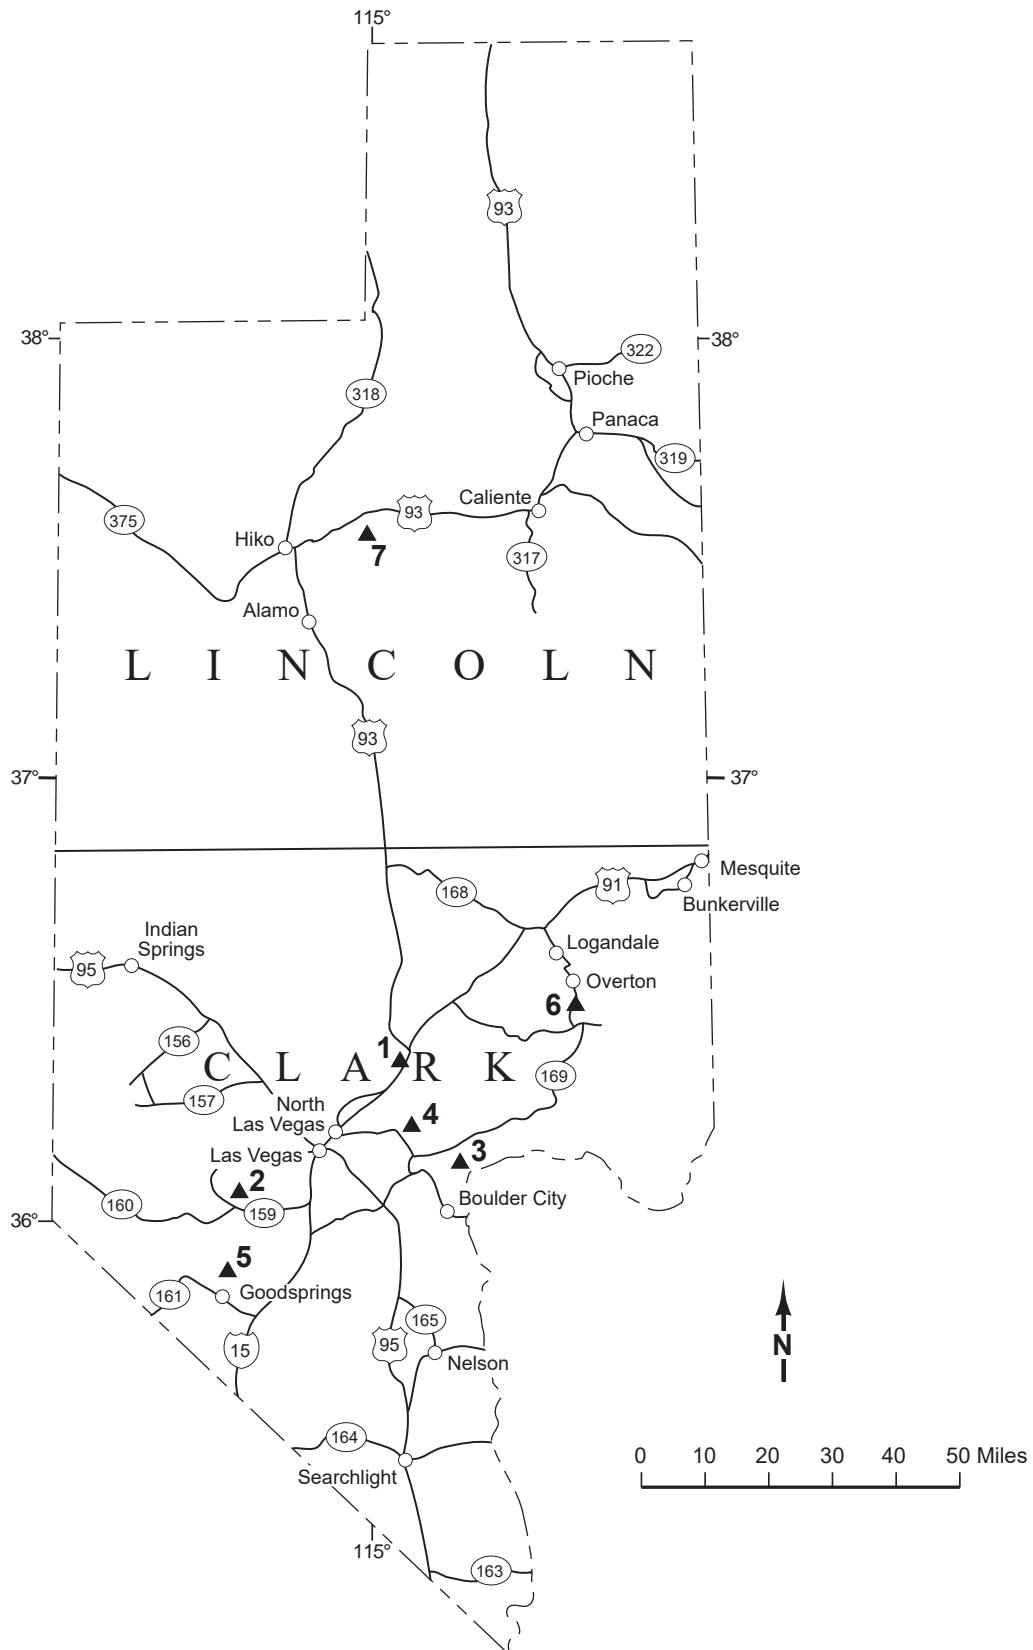 115°
93
38°
38°
322
Pioche
318
Panaca
319
Caliente
93
375
Hiko
7
317
Alamo
L I N C O L N
93
37°
37°
Mesquite
91
168
Bunkerville
Indian
Springs
Logandale
95
Overton
6
156
1
C L A R K
169
157
North
Las Vegas
4
Las Vegas
3
2
160
159
Boulder City
36°
5
161
Goodsprings
165
15
95
Nelson
N
164
0 10 20 30 40 50 Miles
Searchlight
115°
163